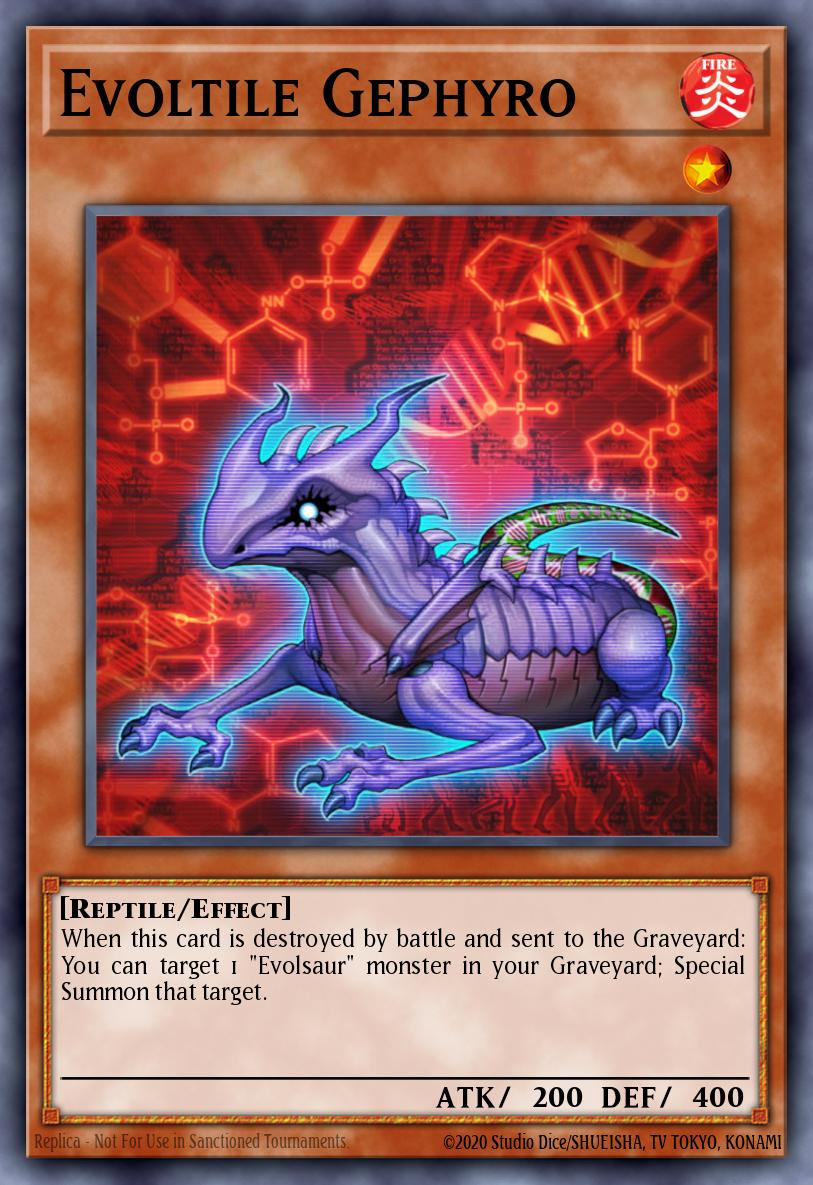 Evoltile Gephyro
FIRE
炎
NN
P
P
N
N
N
P
P
[Reptile/Effect]
When this card is destroyed by battle and sent to the Graveyard:
You can target 1 "Evolsaur" monster in your Graveyard; Special
Summon that target.
ATK/ 200 DEF/ 400
Replica - Not For Use in Sanctioned Tournaments.
©2020 Studio Dice/SHUEISHA, TV TOKYO, KONAMI